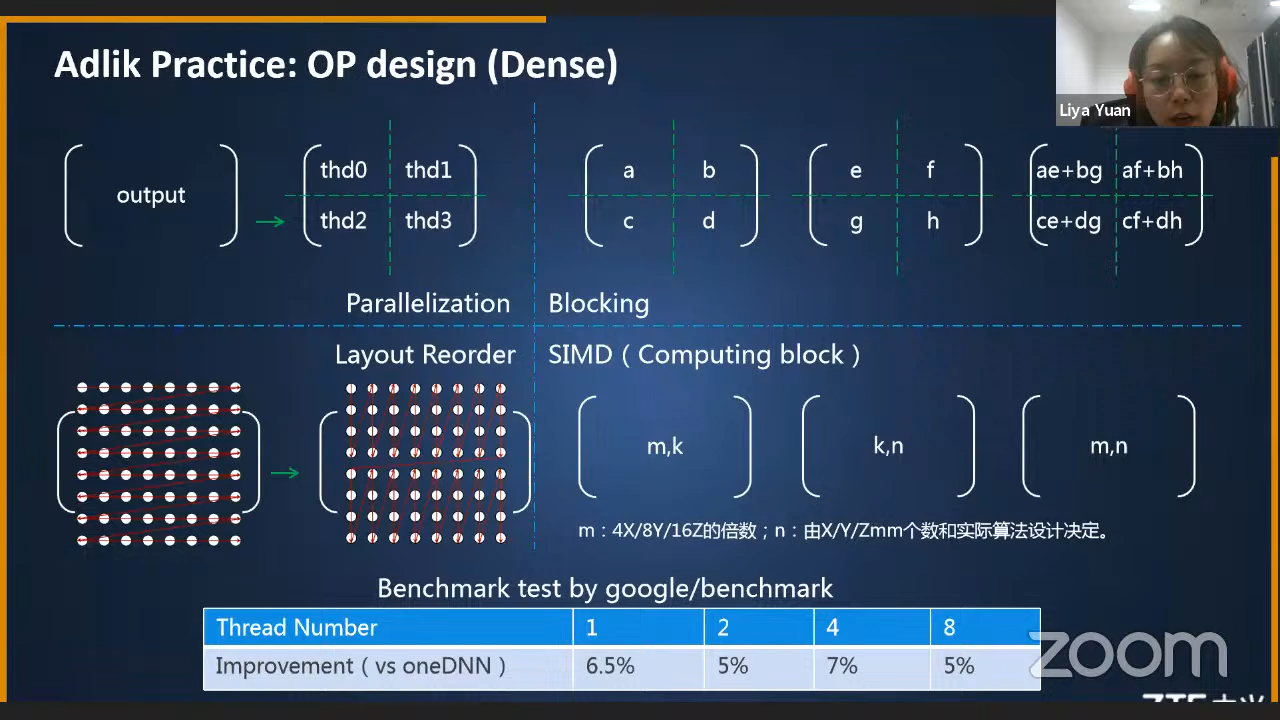 Adlik Practice: OP design (Dense)
Liya Yuan
output
thd0 thd1
thd2 thd3
a b
c d
e f
g h
ae+bg af+bh
ce+dg cf+dh
Parallelization
Blocking
Layout Reorder
SIMD（Computing block）
m,k
k,n
m,n
m：4X/8Y/16Z的倍数；n：由X/Y/Zmm个数和实际算法设计决定。
Benchmark test by google/benchmark
Thread Number 1 2 4 8
Improvement（vs oneDNN） 6.5% 5% 7% 5%
zoom